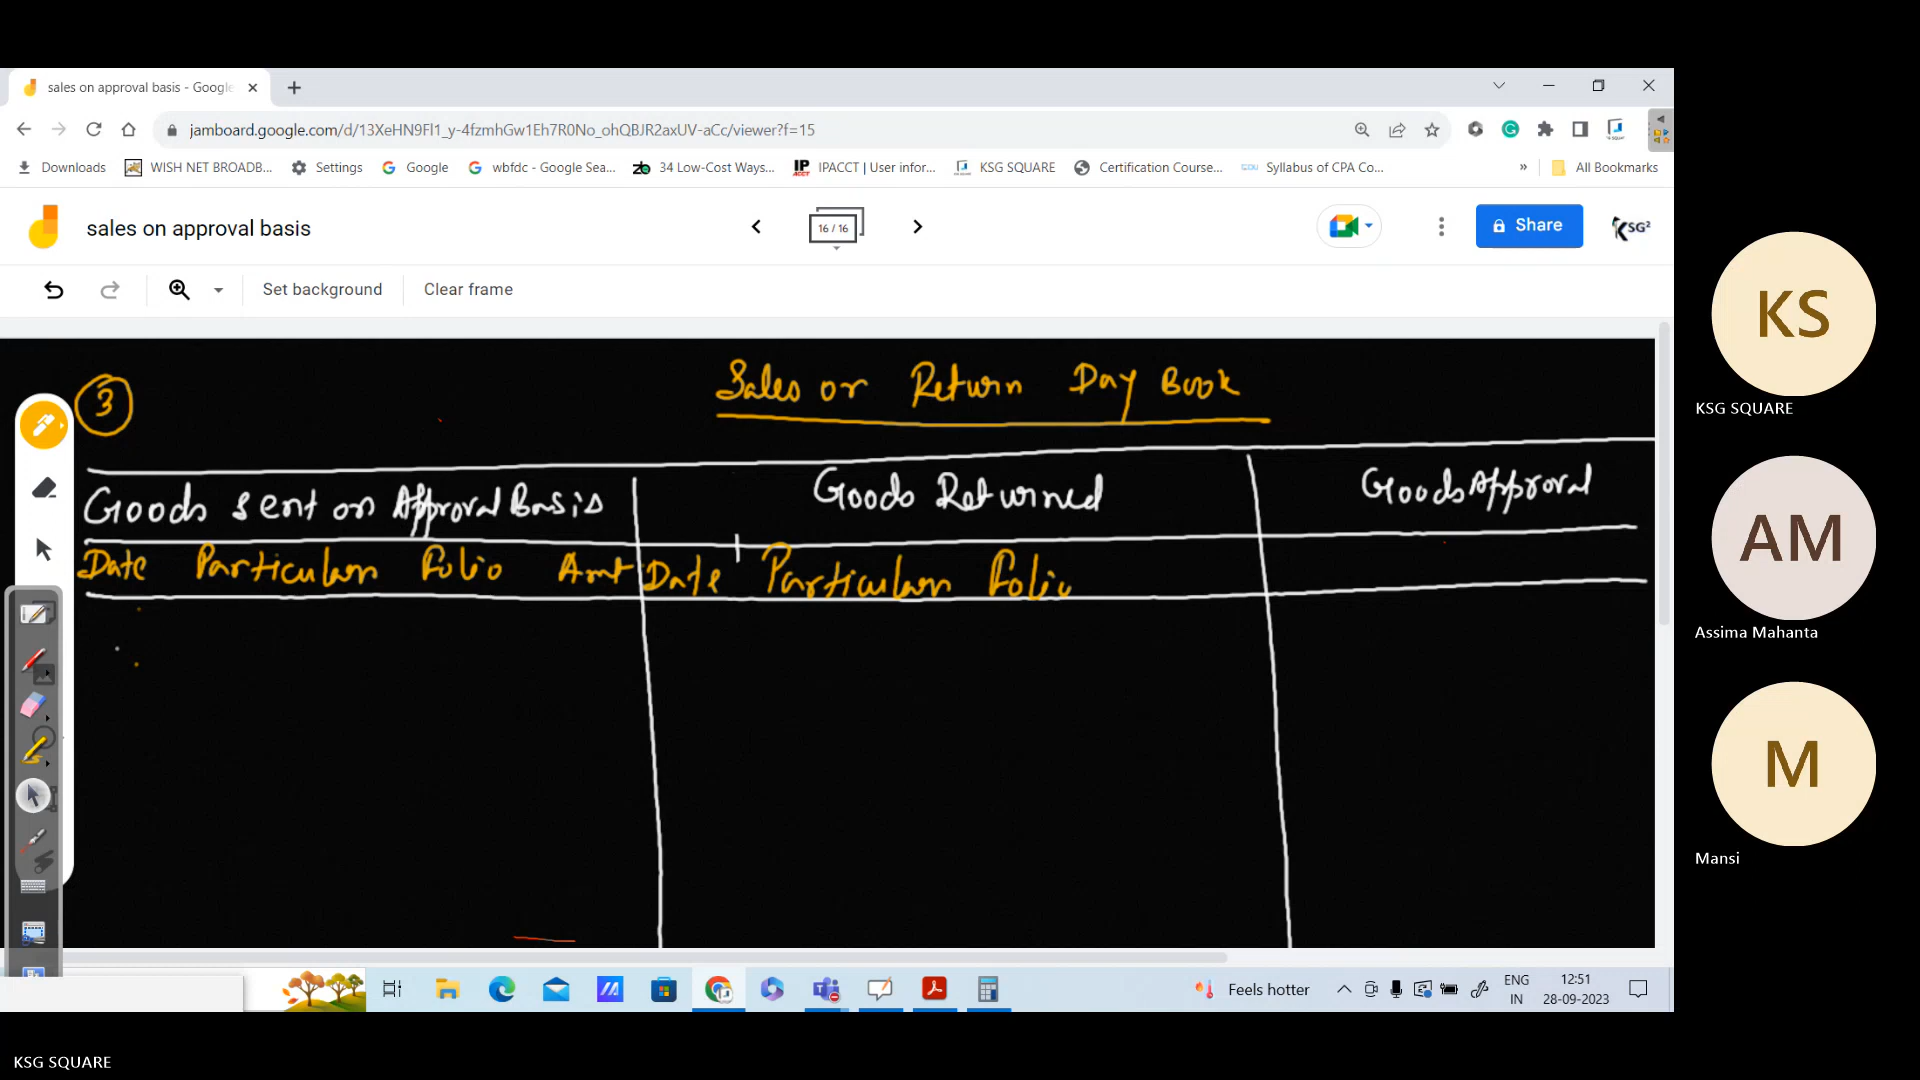 sales on approval basis - Google
jamboard.google.com/d/13XeHN9Fl1_y-4fzmhGw1Eh7R0No_ohQBJR2axUV-aCc/viewer?f=15
Downloads WISH NET BROADB... Settings Google wbfdc - Google Sea... 34 Low-Cost Ways... IPACCT | User infor... KSG SQUARE Certification Course... Syllabus of CPA Co... » All Bookmarks
sales on approval basis 16 / 16 Share KSG²
Set background Clear frame
3 Sales or Return Day Book
Goods sent on Approval Basis Goods Returned Goods Approval
Date Particulars Folio Amt Date Particulars Folio
KS
KSG SQUARE
AM
Assima Mahanta
M
Mansi
Feels hotter ENG IN 12:51 28-09-2023
KSG SQUARE